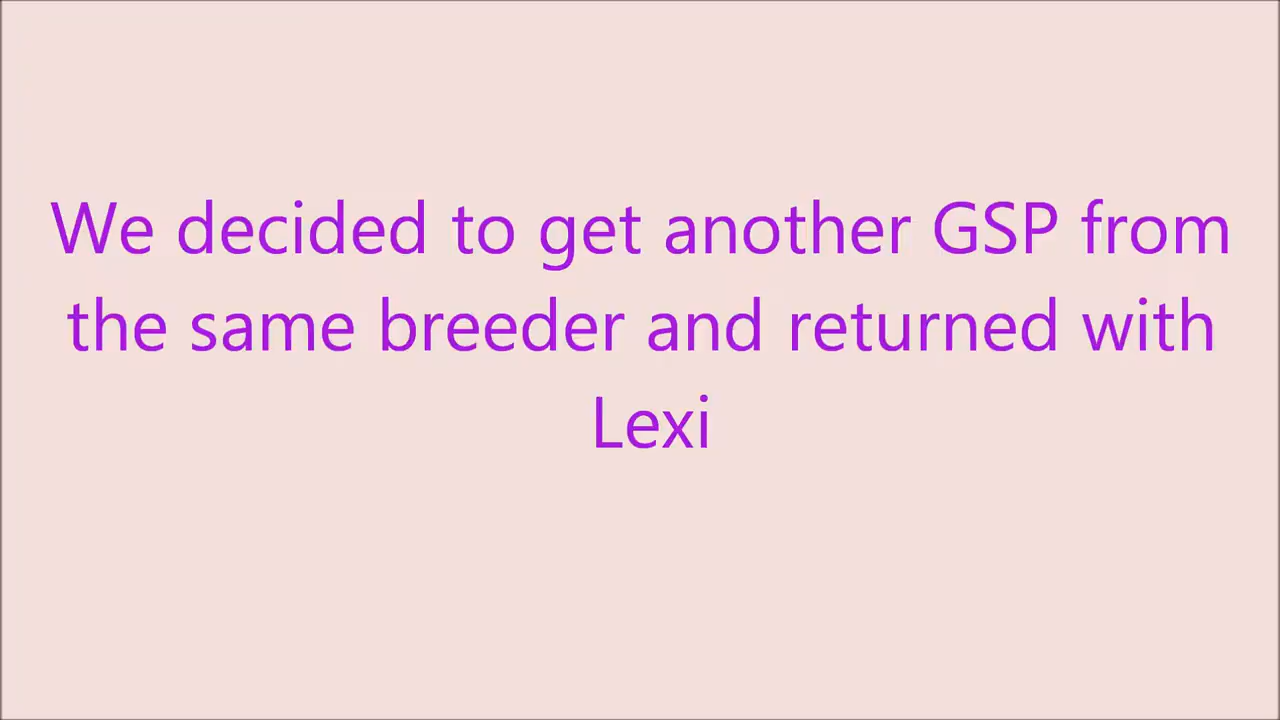 We decided to get another GSP from
the same breeder and returned with
Lexi